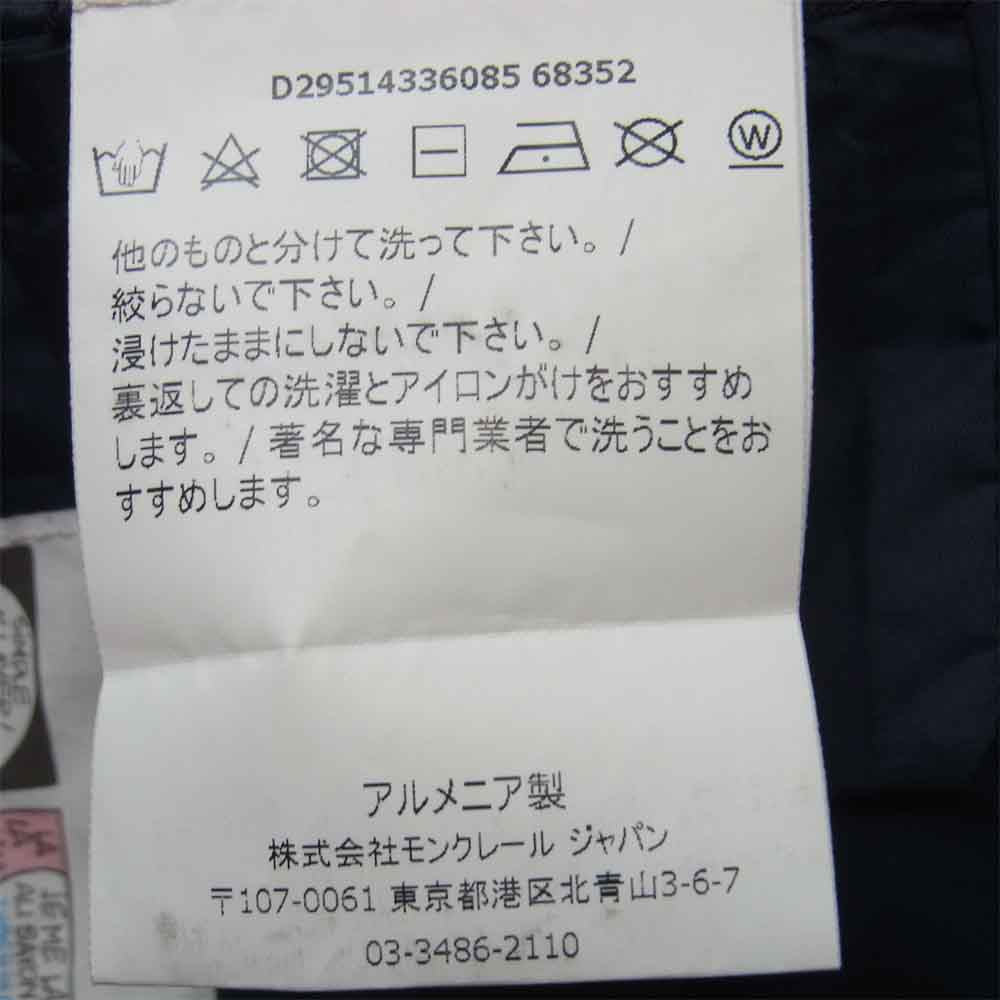 D29514336085 68352
W
他のものと分けて洗って下さい。/
絞らないで下さい。/
浸けたままにしないで下さい。/
裏返しての洗濯とアイロンがけをおすすめ
します。/ 著名な専門業者で洗うことをお
すすめします。
アルメニア製
株式会社モンクレール ジャパン
〒107-0061 東京都港区北青山3-6-7
03-3486-2110